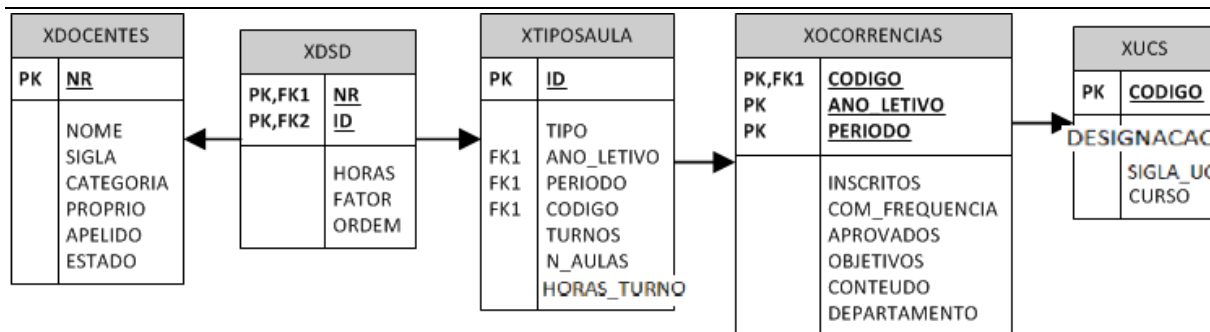 XDOCENTES
PK NR
NOME
SIGLA
CATEGORIA
PROPRIO
APELIDO
ESTADO
XDSD
PK,FK1 NR
PK,FK2 ID
HORAS
FATOR
ORDEM
XTIPOSAULA
PK ID
TIPO
FK1 ANO_LETIVO
FK1 PERIODO
FK1 CODIGO
TURNOS
N_AULAS
HORAS_TURNO
XOCORRENCIAS
PK,FK1 CODIGO
PK ANO_LETIVO
PK PERIODO
INSCRITOS
COM_FREQUENCIA
APROVADOS
OBJETIVOS
CONTEUDO
DEPARTAMENTO
XUCS
PK CODIGO
DESIGNACAO
SIGLA_UC
CURSO